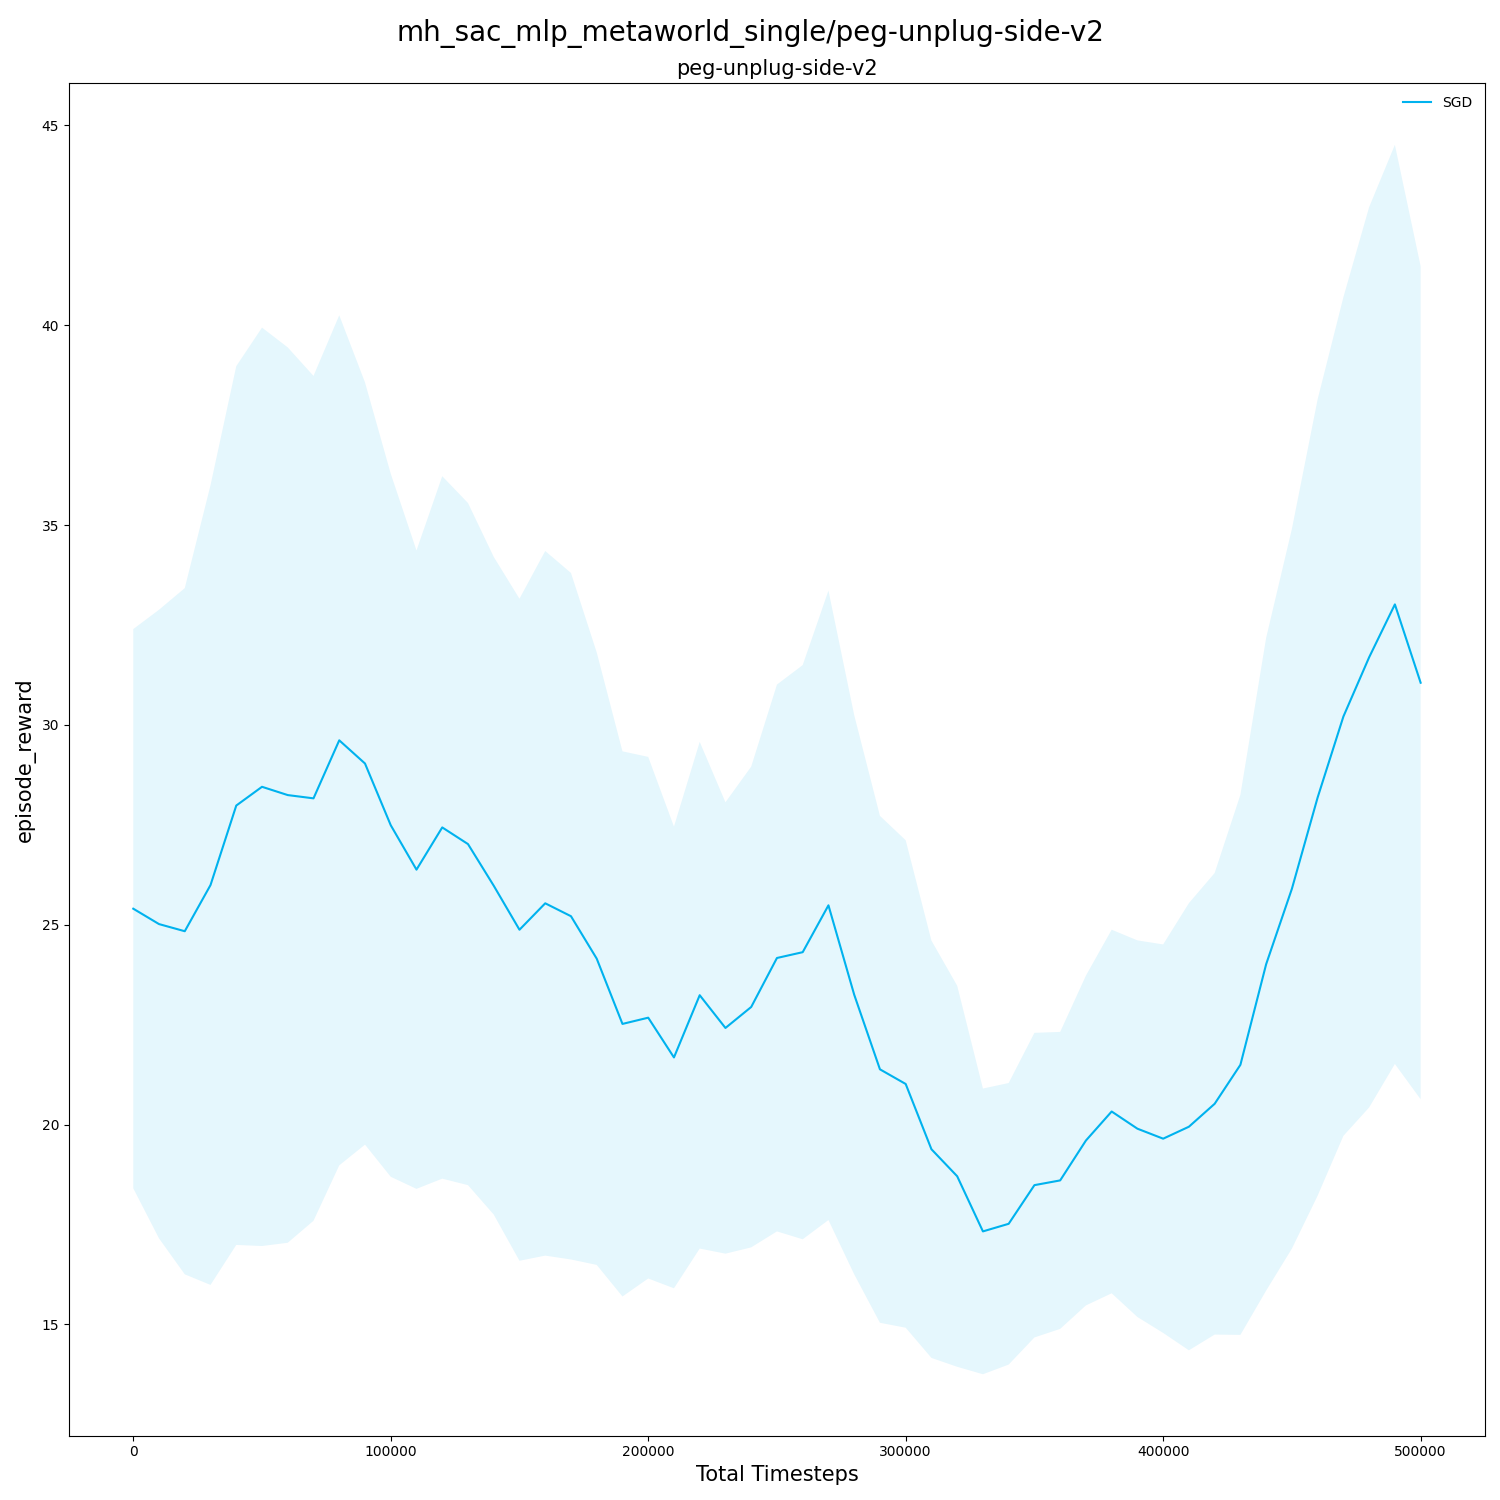 mh_sac_mlp_metaworld_single/peg-unplug-side-v2
peg-unplug-side-v2
SGD
45
40
35
30
25
20
15
episode_reward
0 100000 200000 300000 400000 500000
Total Timesteps